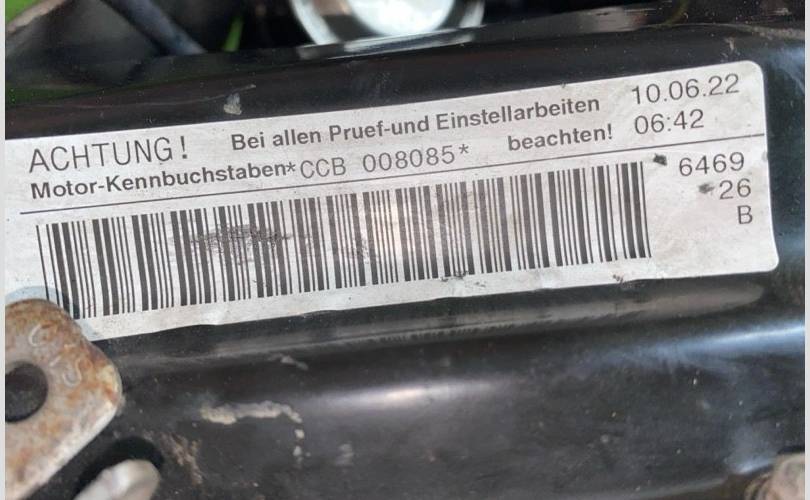 ACHTUNG! Bei allen Pruef-und Einstellarbeiten
Motor-Kennbuchstaben*CCB 008085* beachten!
10.06.22
06:42
6469
26
B